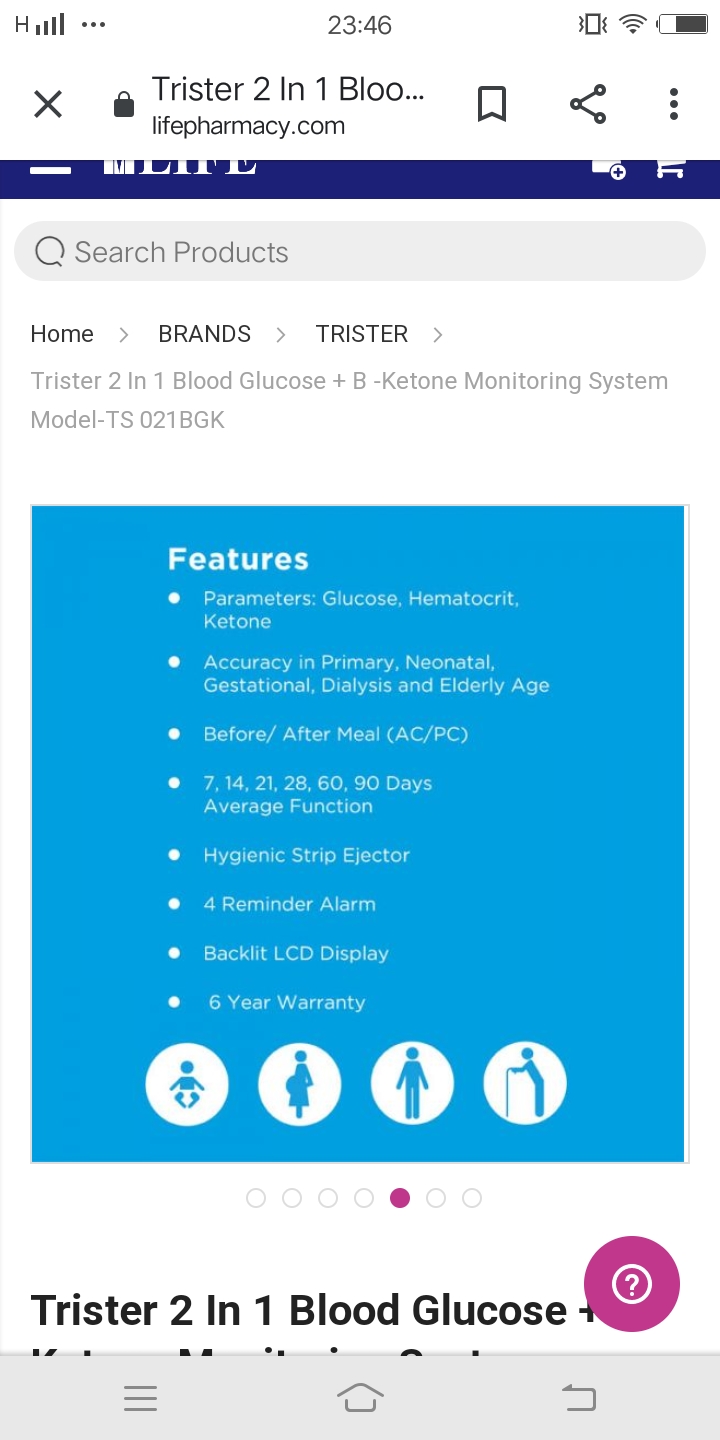 H
23:46
Trister 2 In 1 Bloo...
lifepharmacy.com
LIFE
Search Products
Home > BRANDS > TRISTER >
Trister 2 In 1 Blood Glucose + B -Ketone Monitoring System
Model-TS 021BGK
Features
Parameters: Glucose, Hematocrit,
Ketone
Accuracy in Primary, Neonatal,
Gestational, Dialysis and Elderly Age
Before/ After Meal (AC/PC)
7, 14, 21, 28, 60, 90 Days
Average Function
Hygienic Strip Ejector
4 Reminder Alarm
Backlit LCD Display
6 Year Warranty
Trister 2 In 1 Blood Glucose +